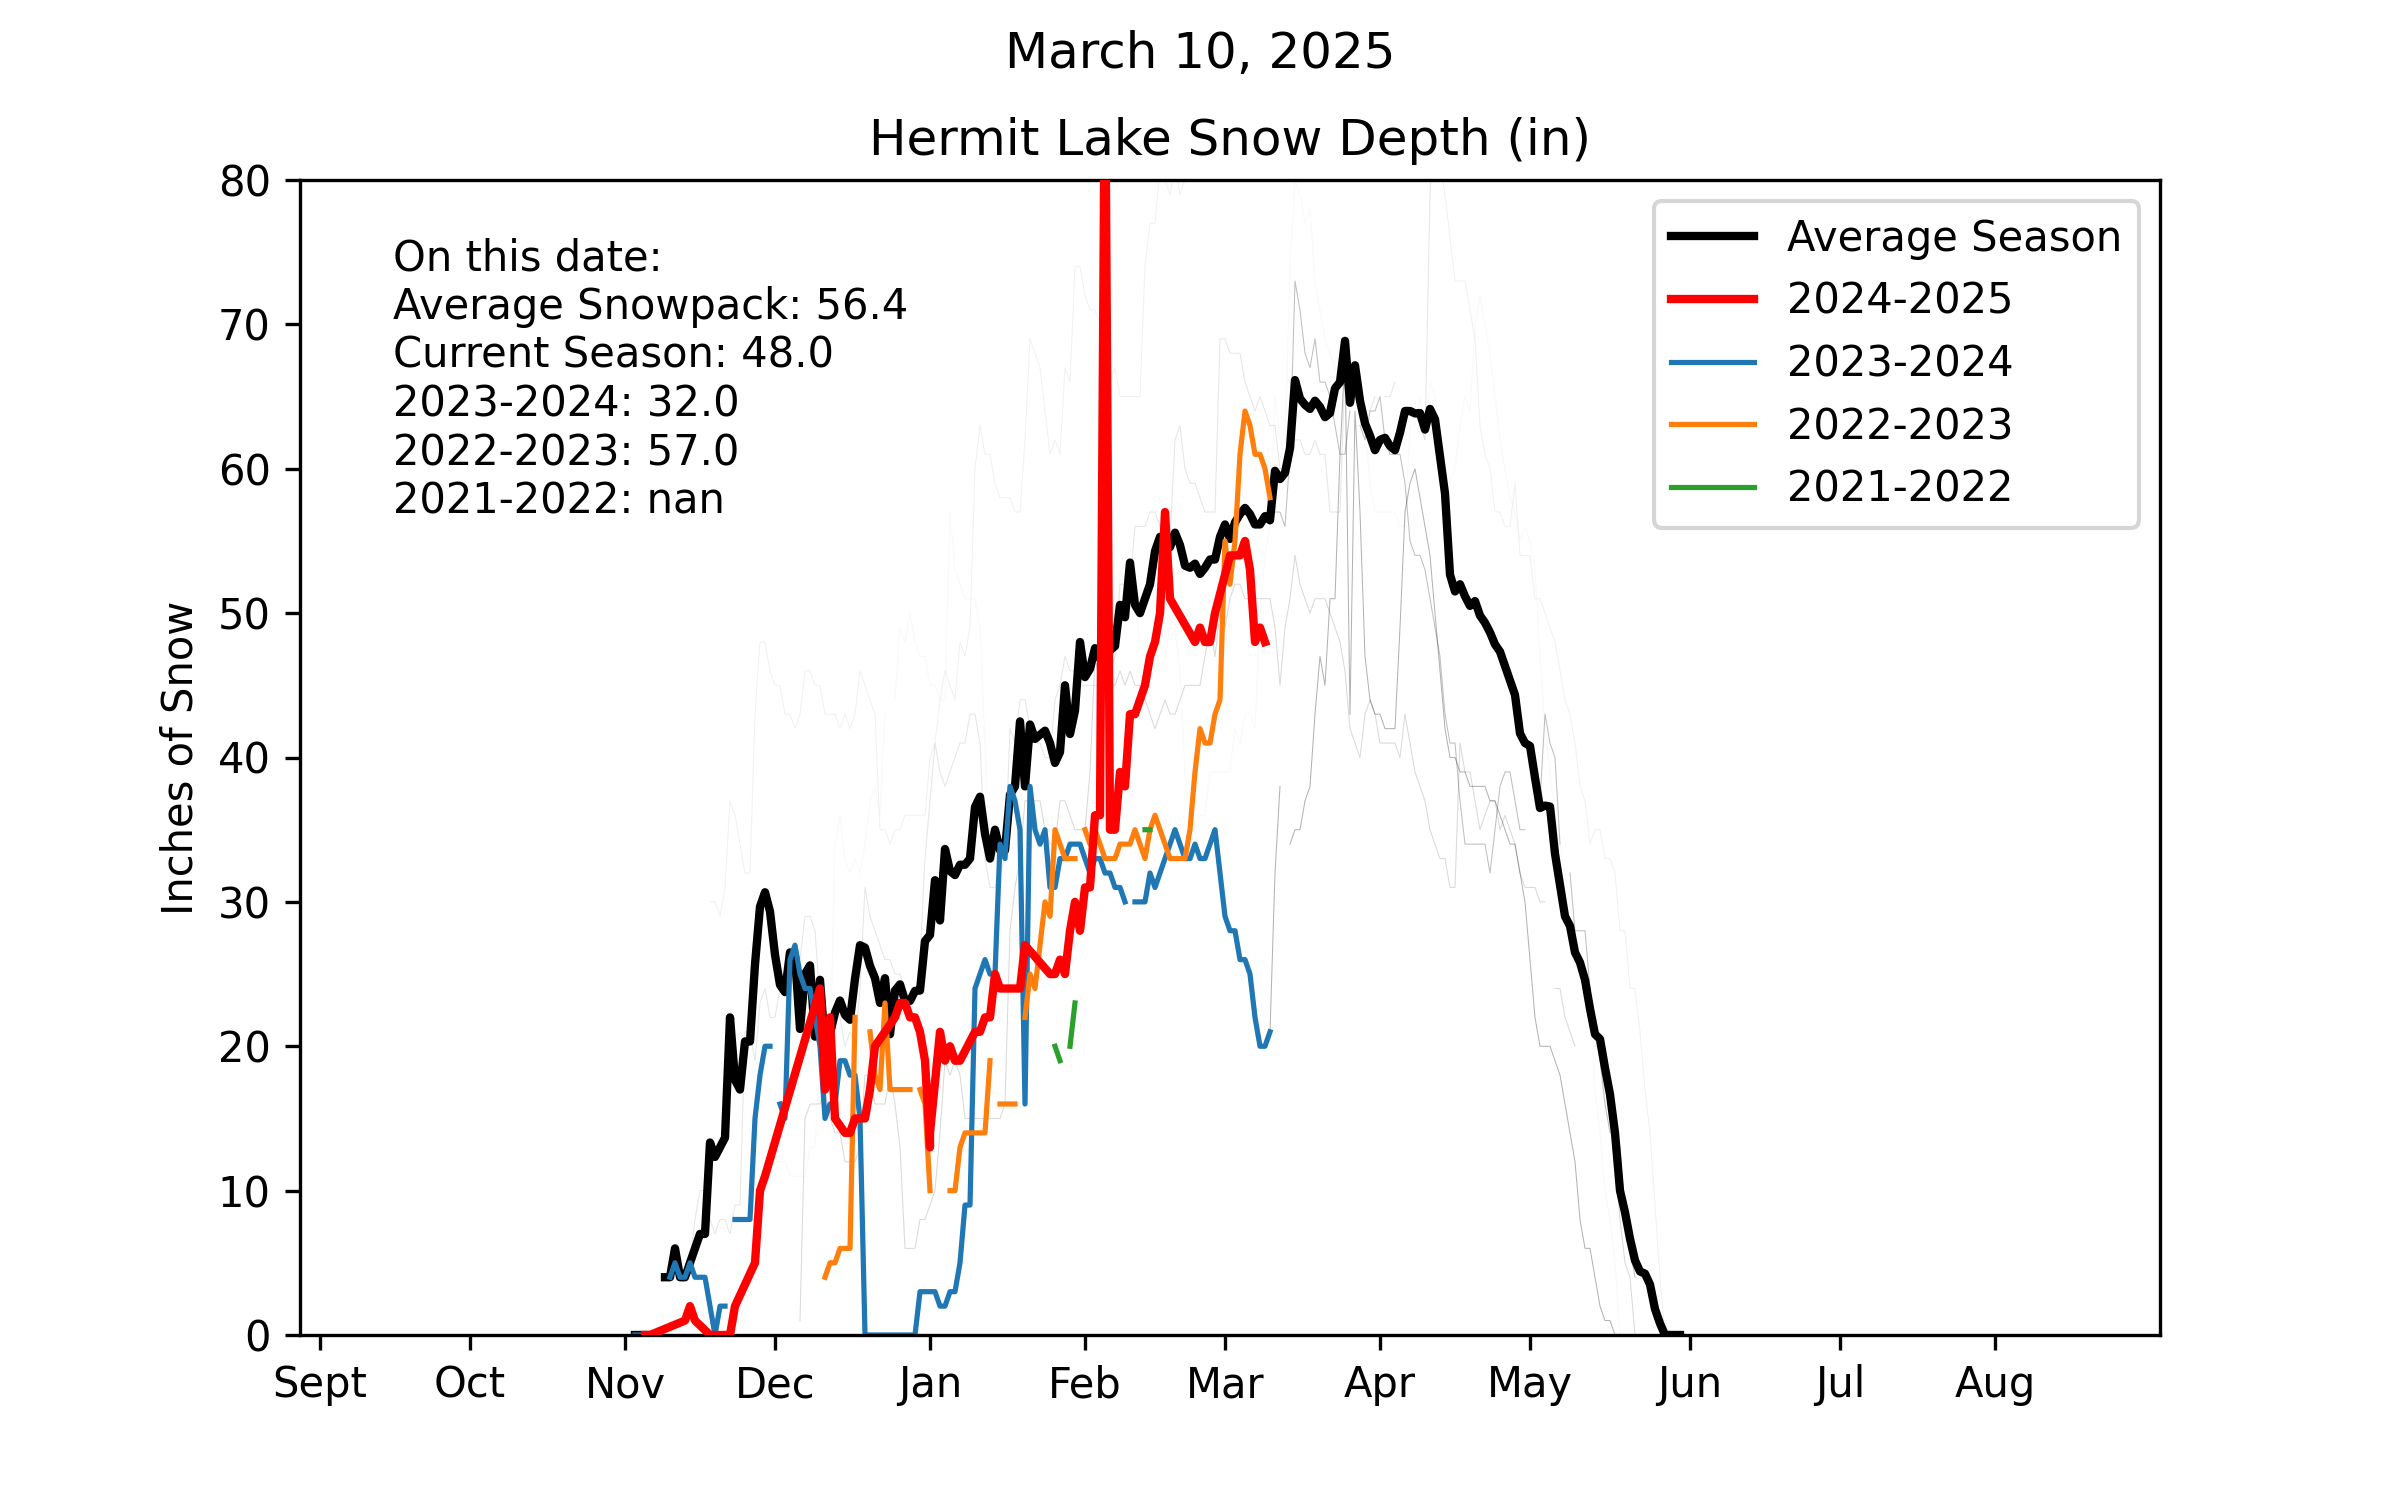 March 10, 2025
Hermit Lake Snow Depth (in)
80
70
60
50
40
30
20
10
0
Inches of Snow
On this date:
Average Snowpack: 56.4
Current Season: 48.0
2023-2024: 32.0
2022-2023: 57.0
2021-2022: nan
Average Season
2024-2025
2023-2024
2022-2023
2021-2022
Sept Oct Nov Dec Jan Feb Mar Apr May Jun Jul Aug